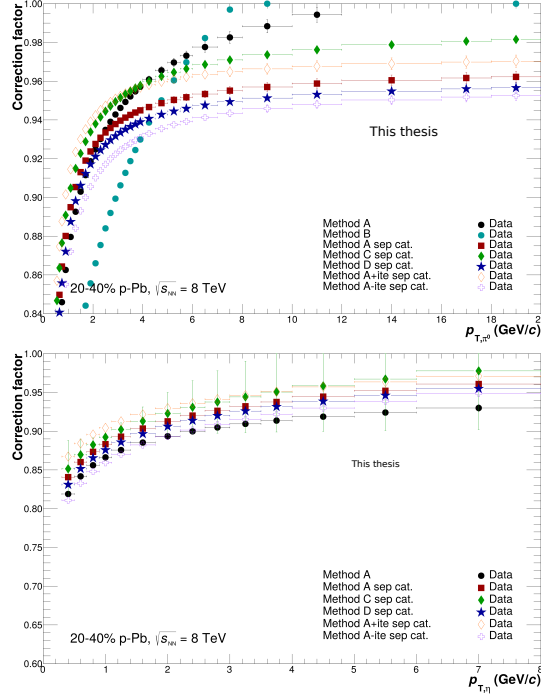 Correction factor
1.00
0.98
0.96
0.94
0.92
0.90
0.88
0.86
0.84
This thesis
Method A Data
Method B Data
Method A sep cat. Data
Method C sep cat. Data
Method D sep cat. Data
Method A+ite sep cat. Data
Method A-ite sep cat. Data
20-40% p-Pb, √sNN = 8 TeV
2 4 6 8 10 12 14 16 18 20
pT,π0 (GeV/c)
Correction factor
1.00
0.95
0.90
0.85
0.80
0.75
0.70
0.65
0.60
This thesis
Method A Data
Method A sep cat. Data
Method C sep cat. Data
Method D sep cat. Data
Method A+ite sep cat. Data
Method A-ite sep cat. Data
20-40% p-Pb, √sNN = 8 TeV
0 1 2 3 4 5 6 7 8
pT,η (GeV/c)